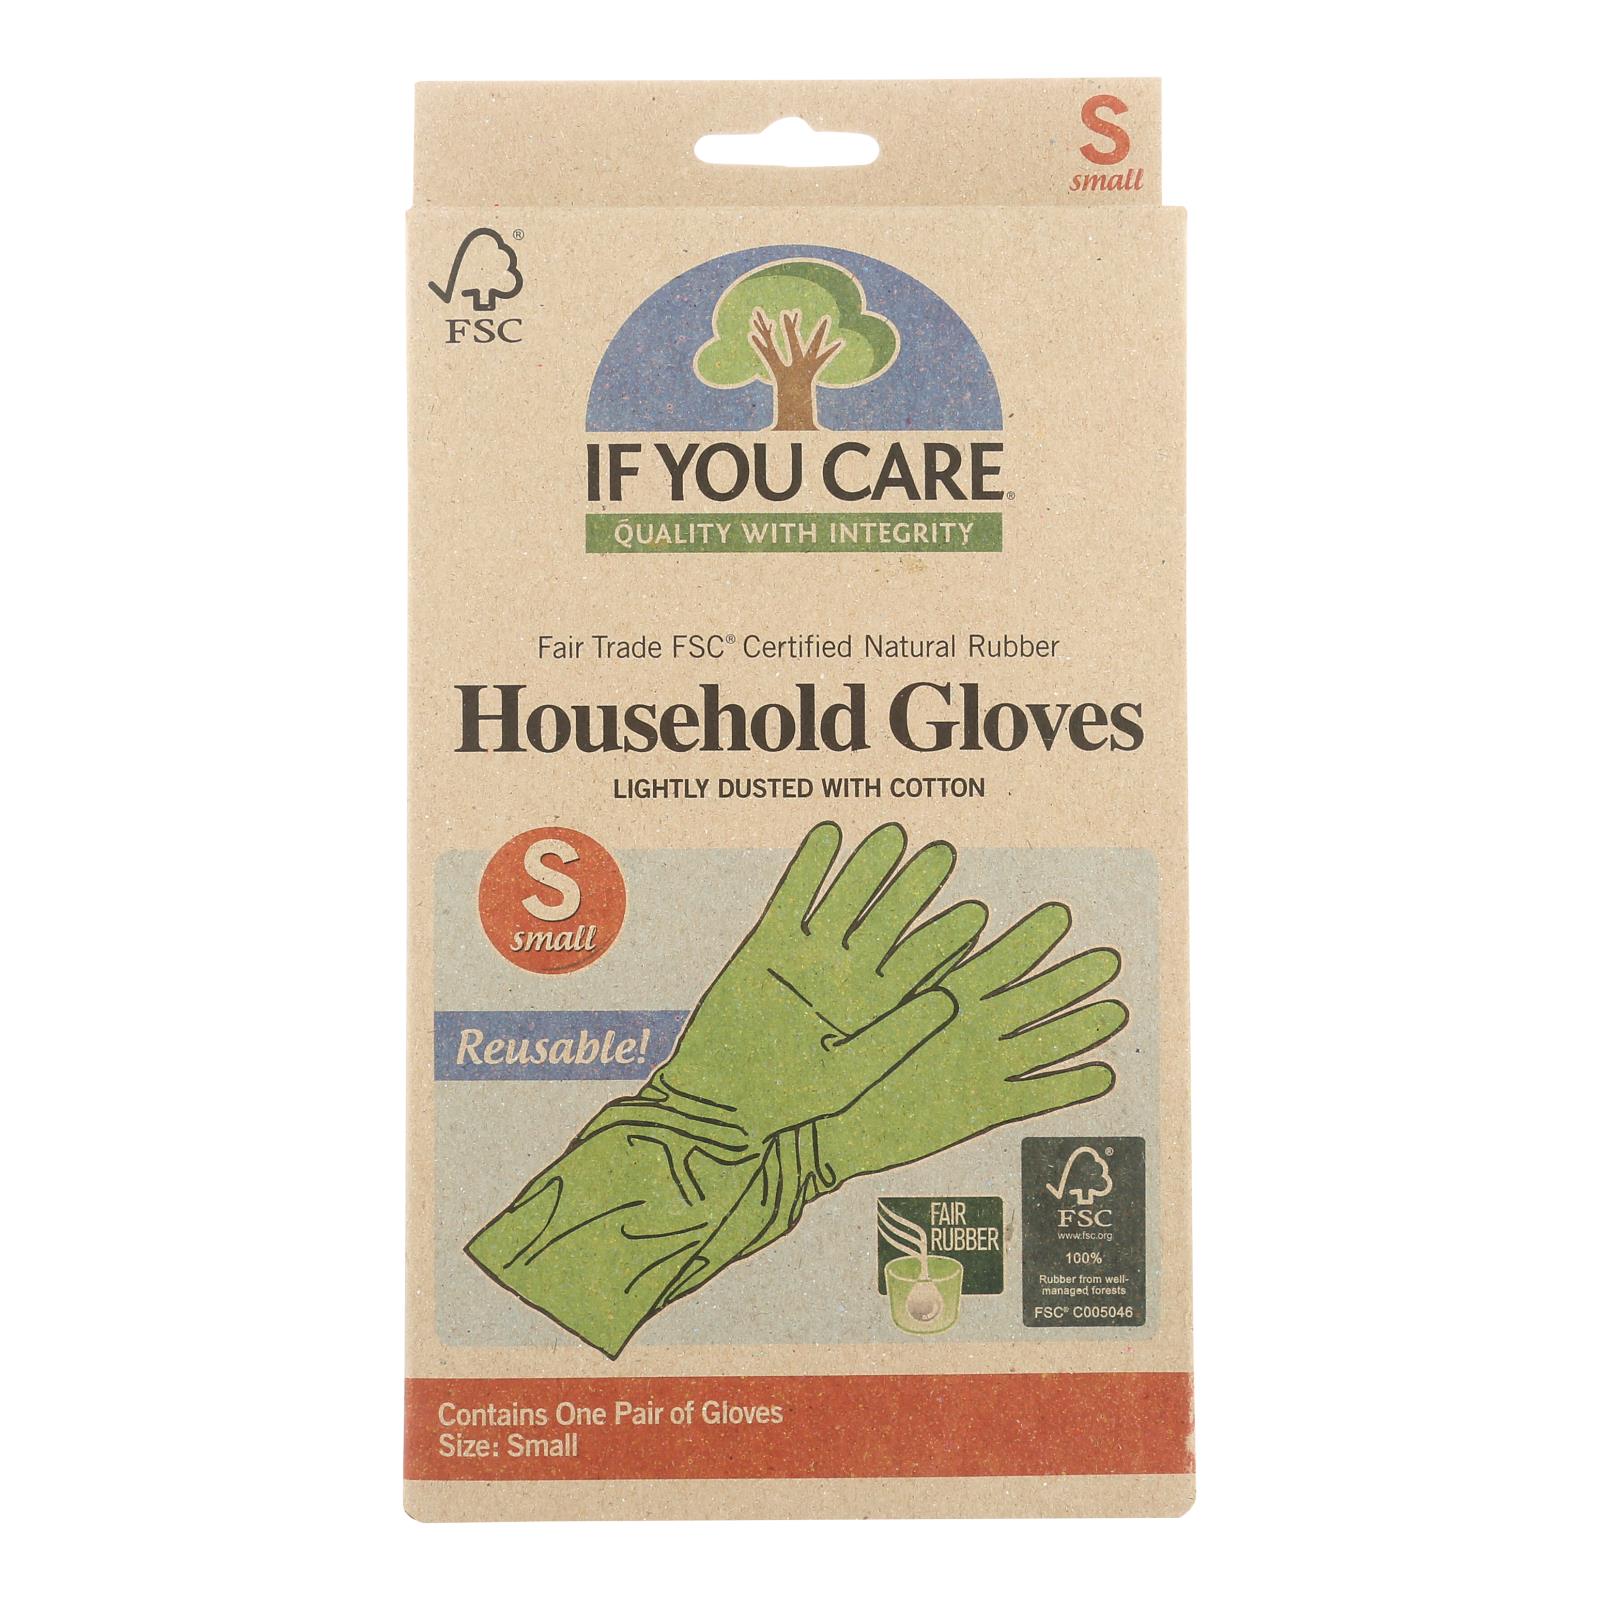 S
small
®
FSC
IF YOU CARE®
QUALITY WITH INTEGRITY
Fair Trade FSC® Certified Natural Rubber
Household Gloves
LIGHTLY DUSTED WITH COTTON
S
small
Reusable!
FAIR
RUBBER
®
FSC
www.fsc.org
100%
Rubber from well-
managed forests
FSC® C005046
Contains One Pair of Gloves
Size: Small